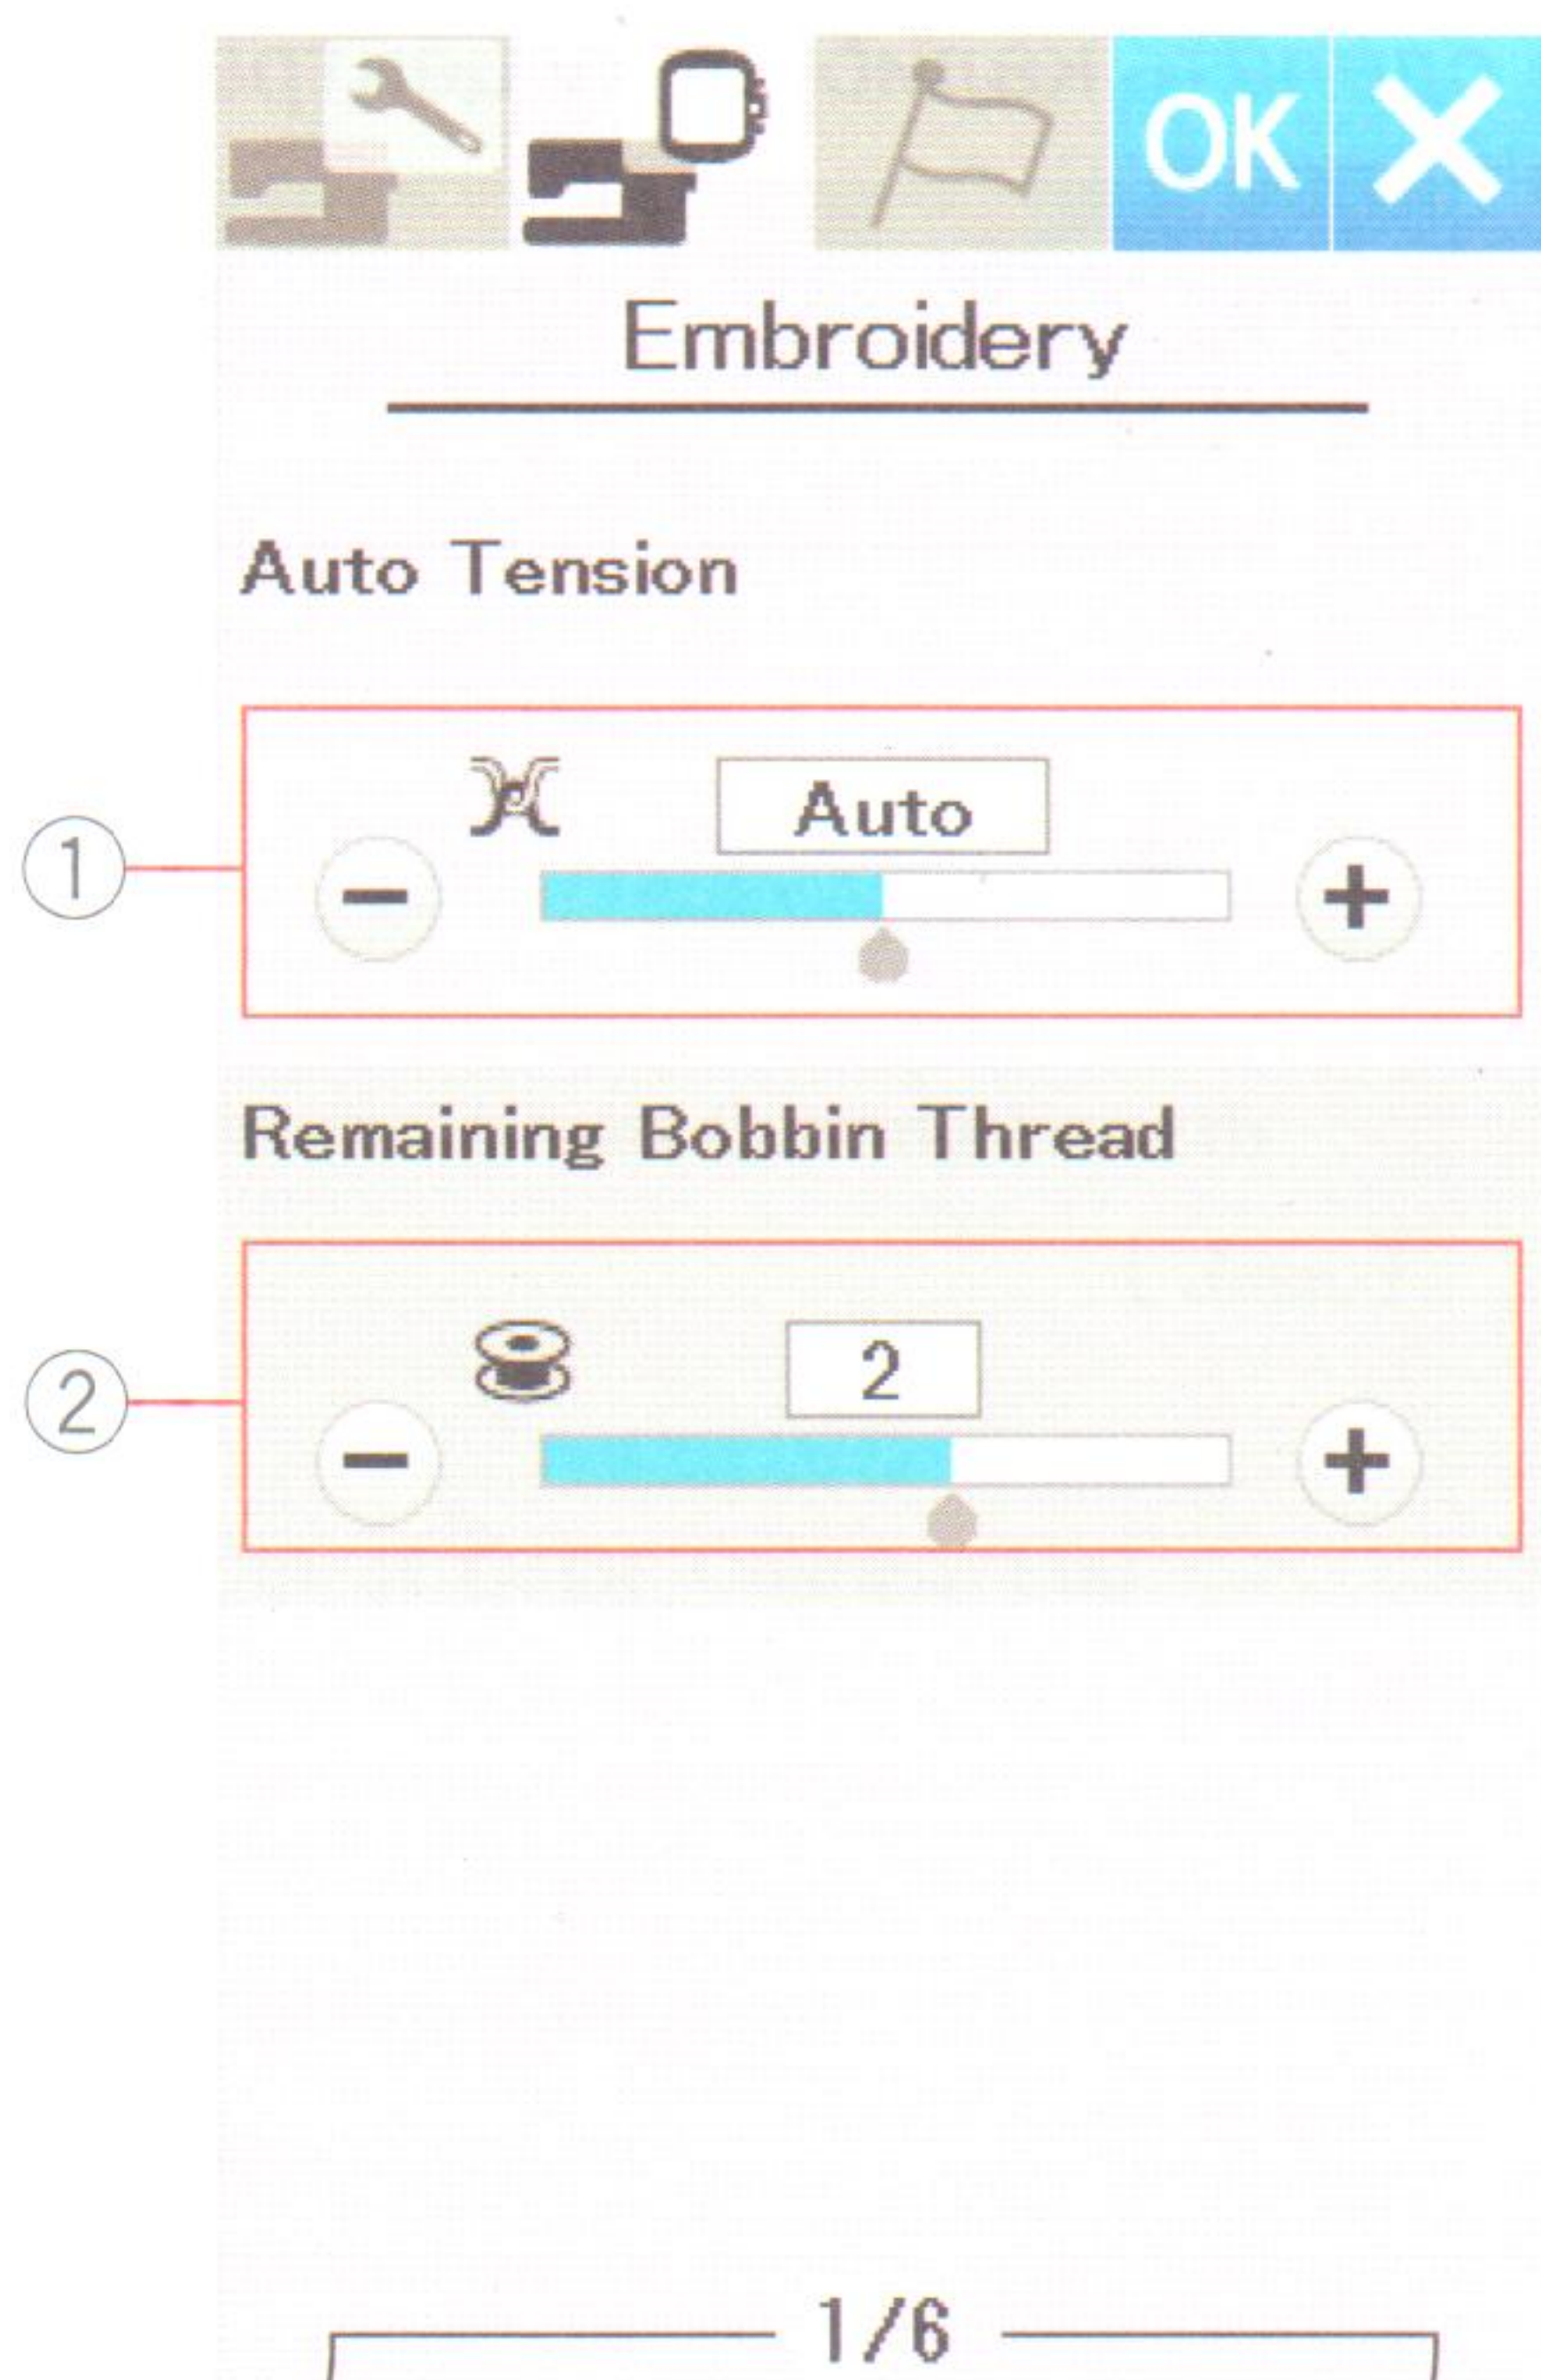 OK ×
Embroidery
Auto Tension
① Auto
− +
Remaining Bobbin Thread
② 2
− +
1/6